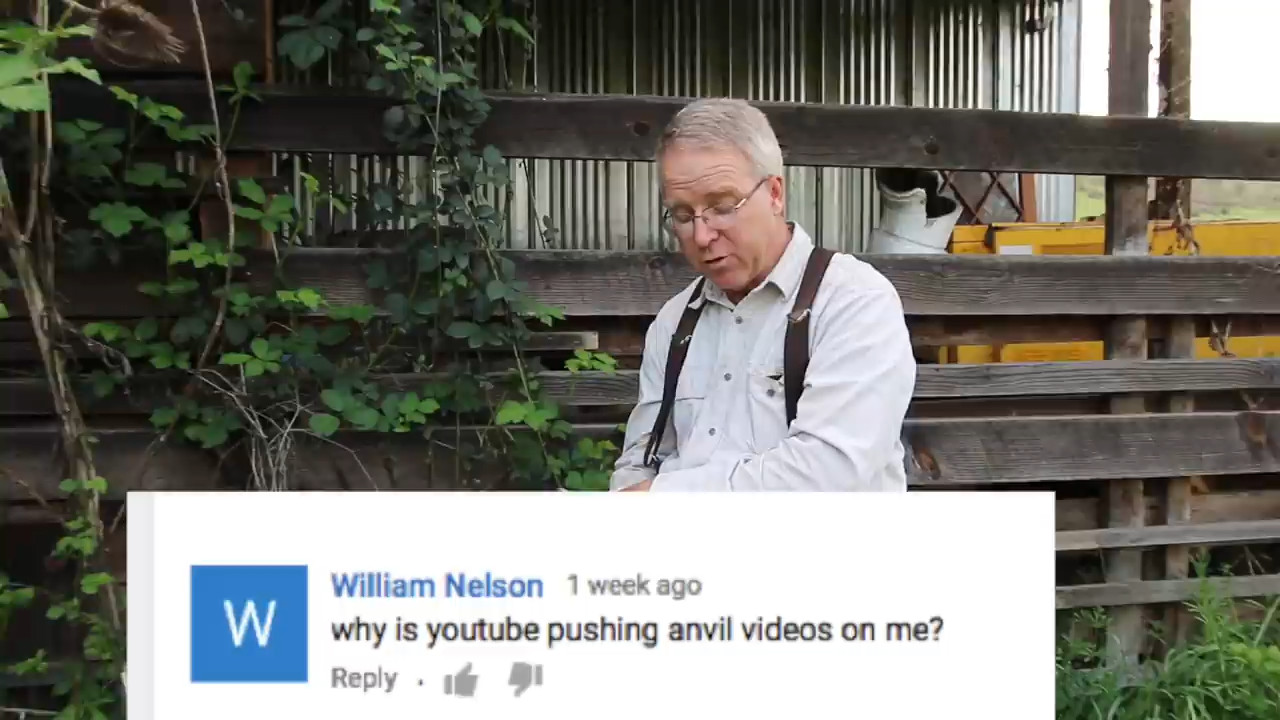 W
William Nelson 1 week ago
why is youtube pushing anvil videos on me?
Reply ·